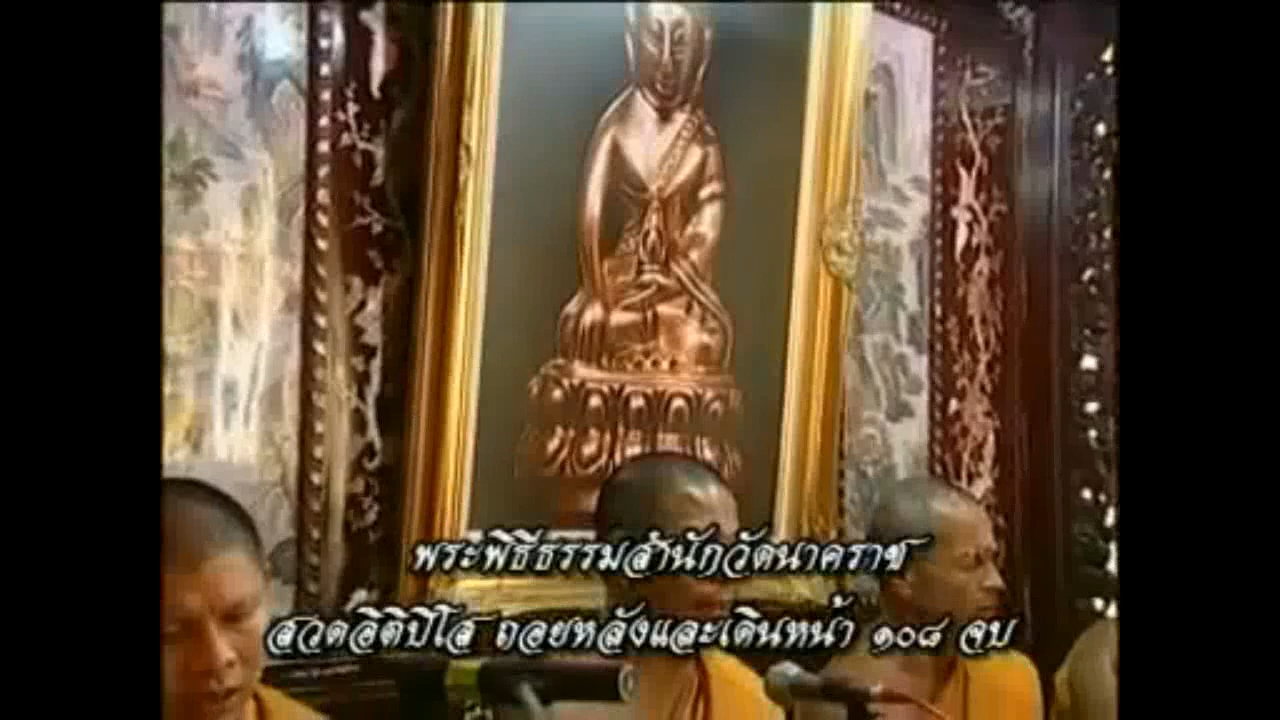 พระพิธีธรรมสำนักวัดนาคราช
สวดอิติปิโส ถอยหลังและเดินหน้า ๑๐๘ จบ